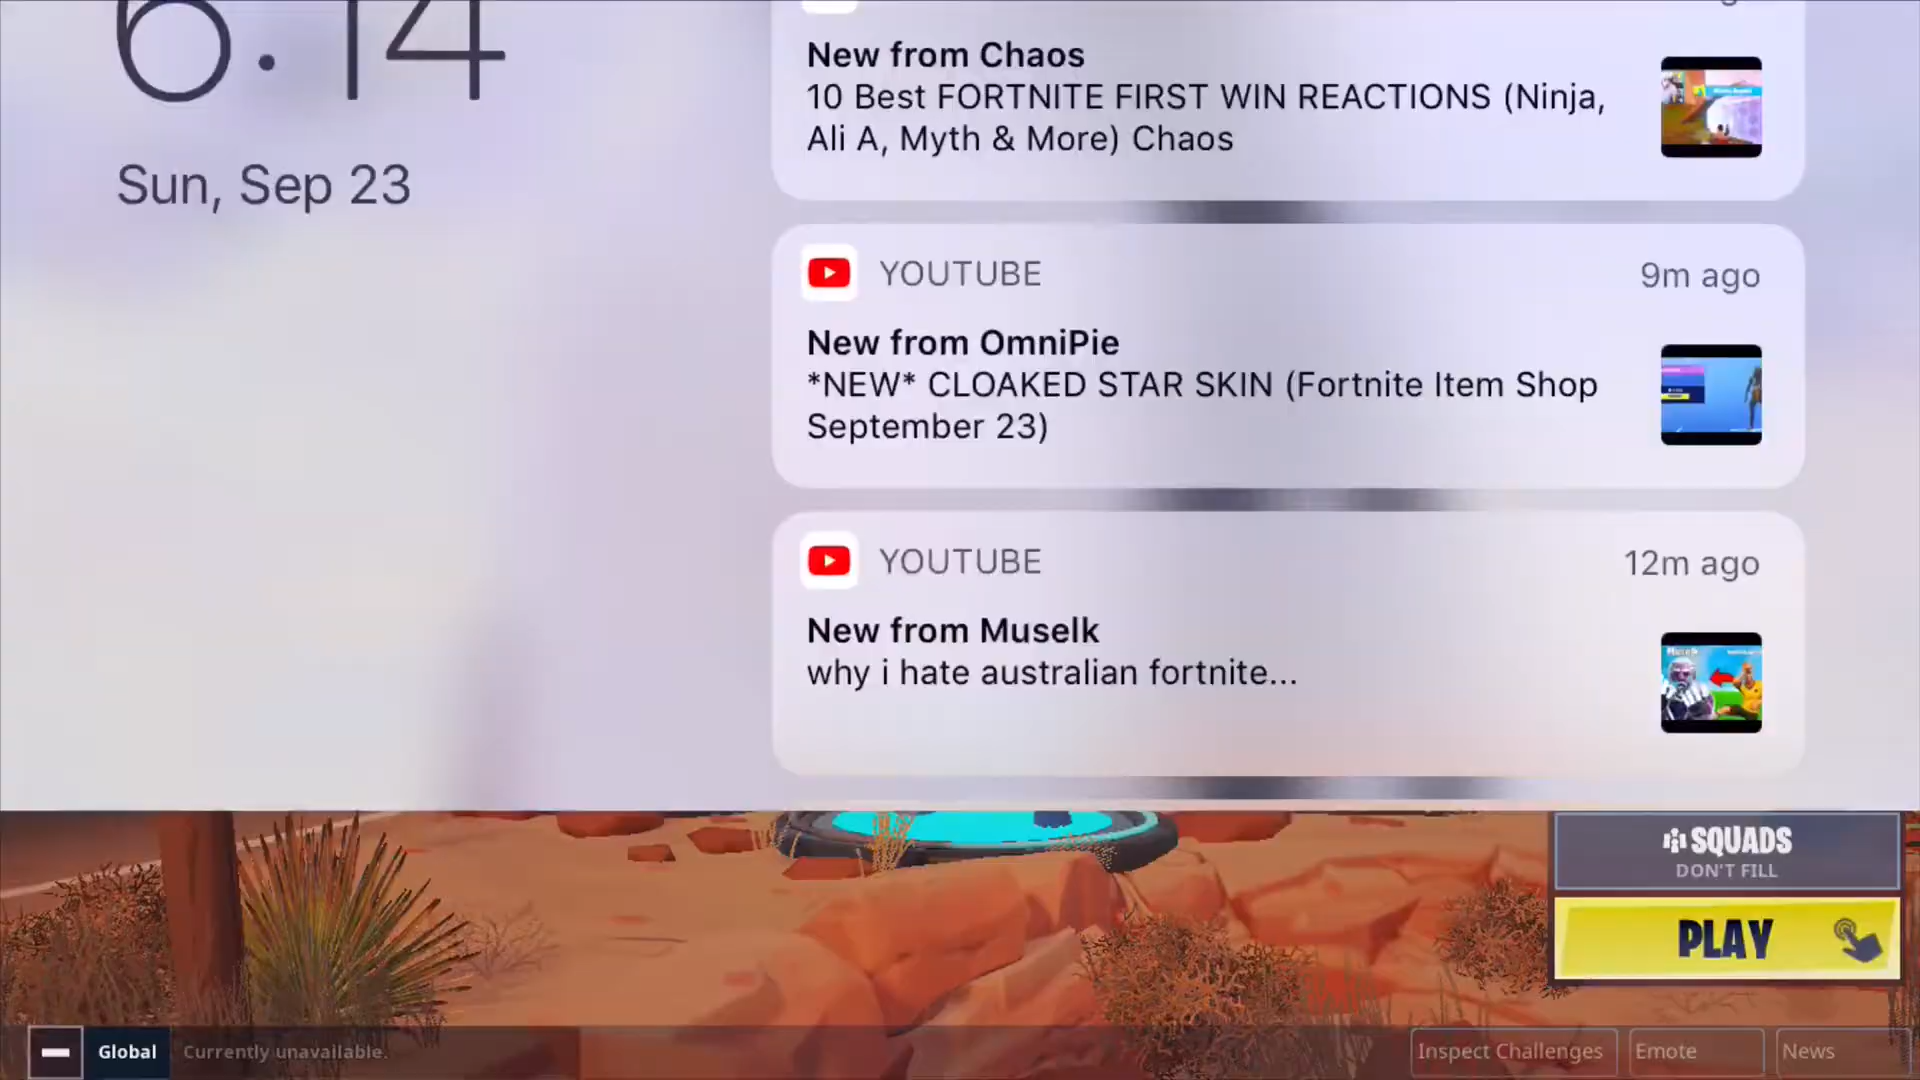 6:14
Sun, Sep 23
New from Chaos
10 Best FORTNITE FIRST WIN REACTIONS (Ninja,
Ali A, Myth & More) Chaos
YOUTUBE
9m ago
New from OmniPie
*NEW* CLOAKED STAR SKIN (Fortnite Item Shop
September 23)
YOUTUBE
12m ago
New from Muselk
why i hate australian fortnite...
SQUADS
DON'T FILL
PLAY
Global
Currently unavailable.
Inspect Challenges
Emote
News